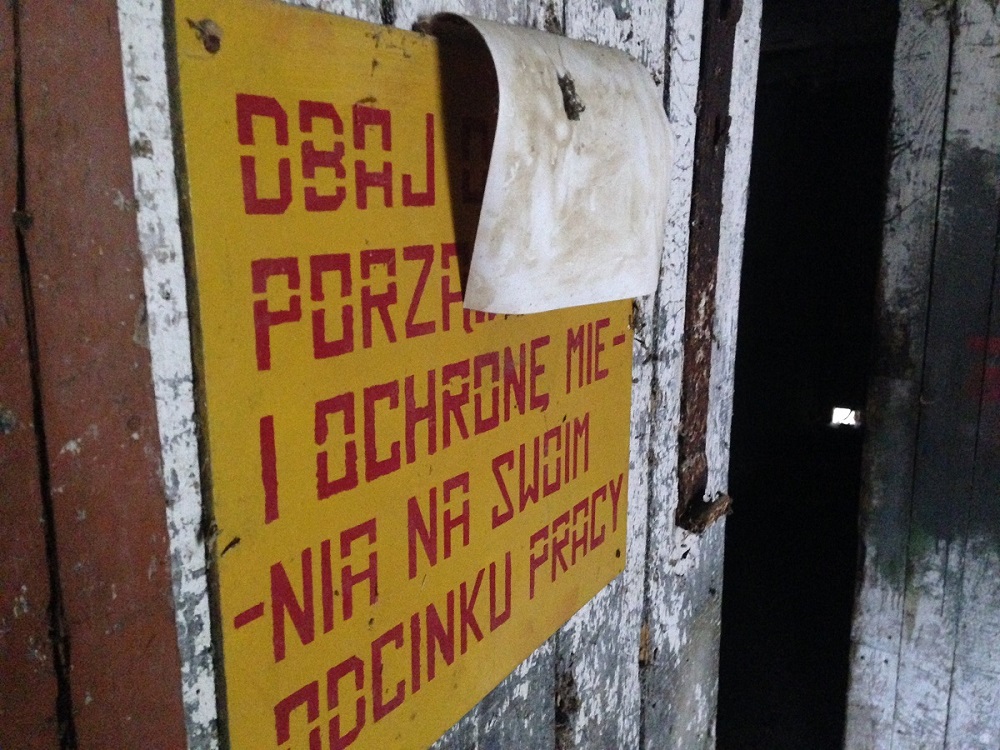 DBAJ
I OCHRONĘ MIE-
-NIA NA SWOIM
ODCINKU PRACY